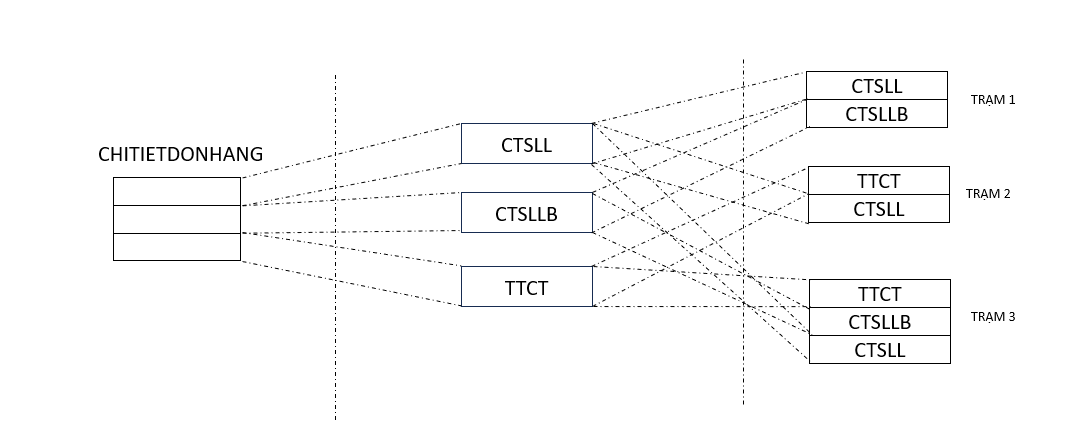 CHITIETDONHANG
CTSLL
CTSLLB
TTCT
CTSLL
CTSLLB
TRẠM 1
TTCT
CTSLL
TRẠM 2
TTCT
CTSLLB
CTSLL
TRẠM 3